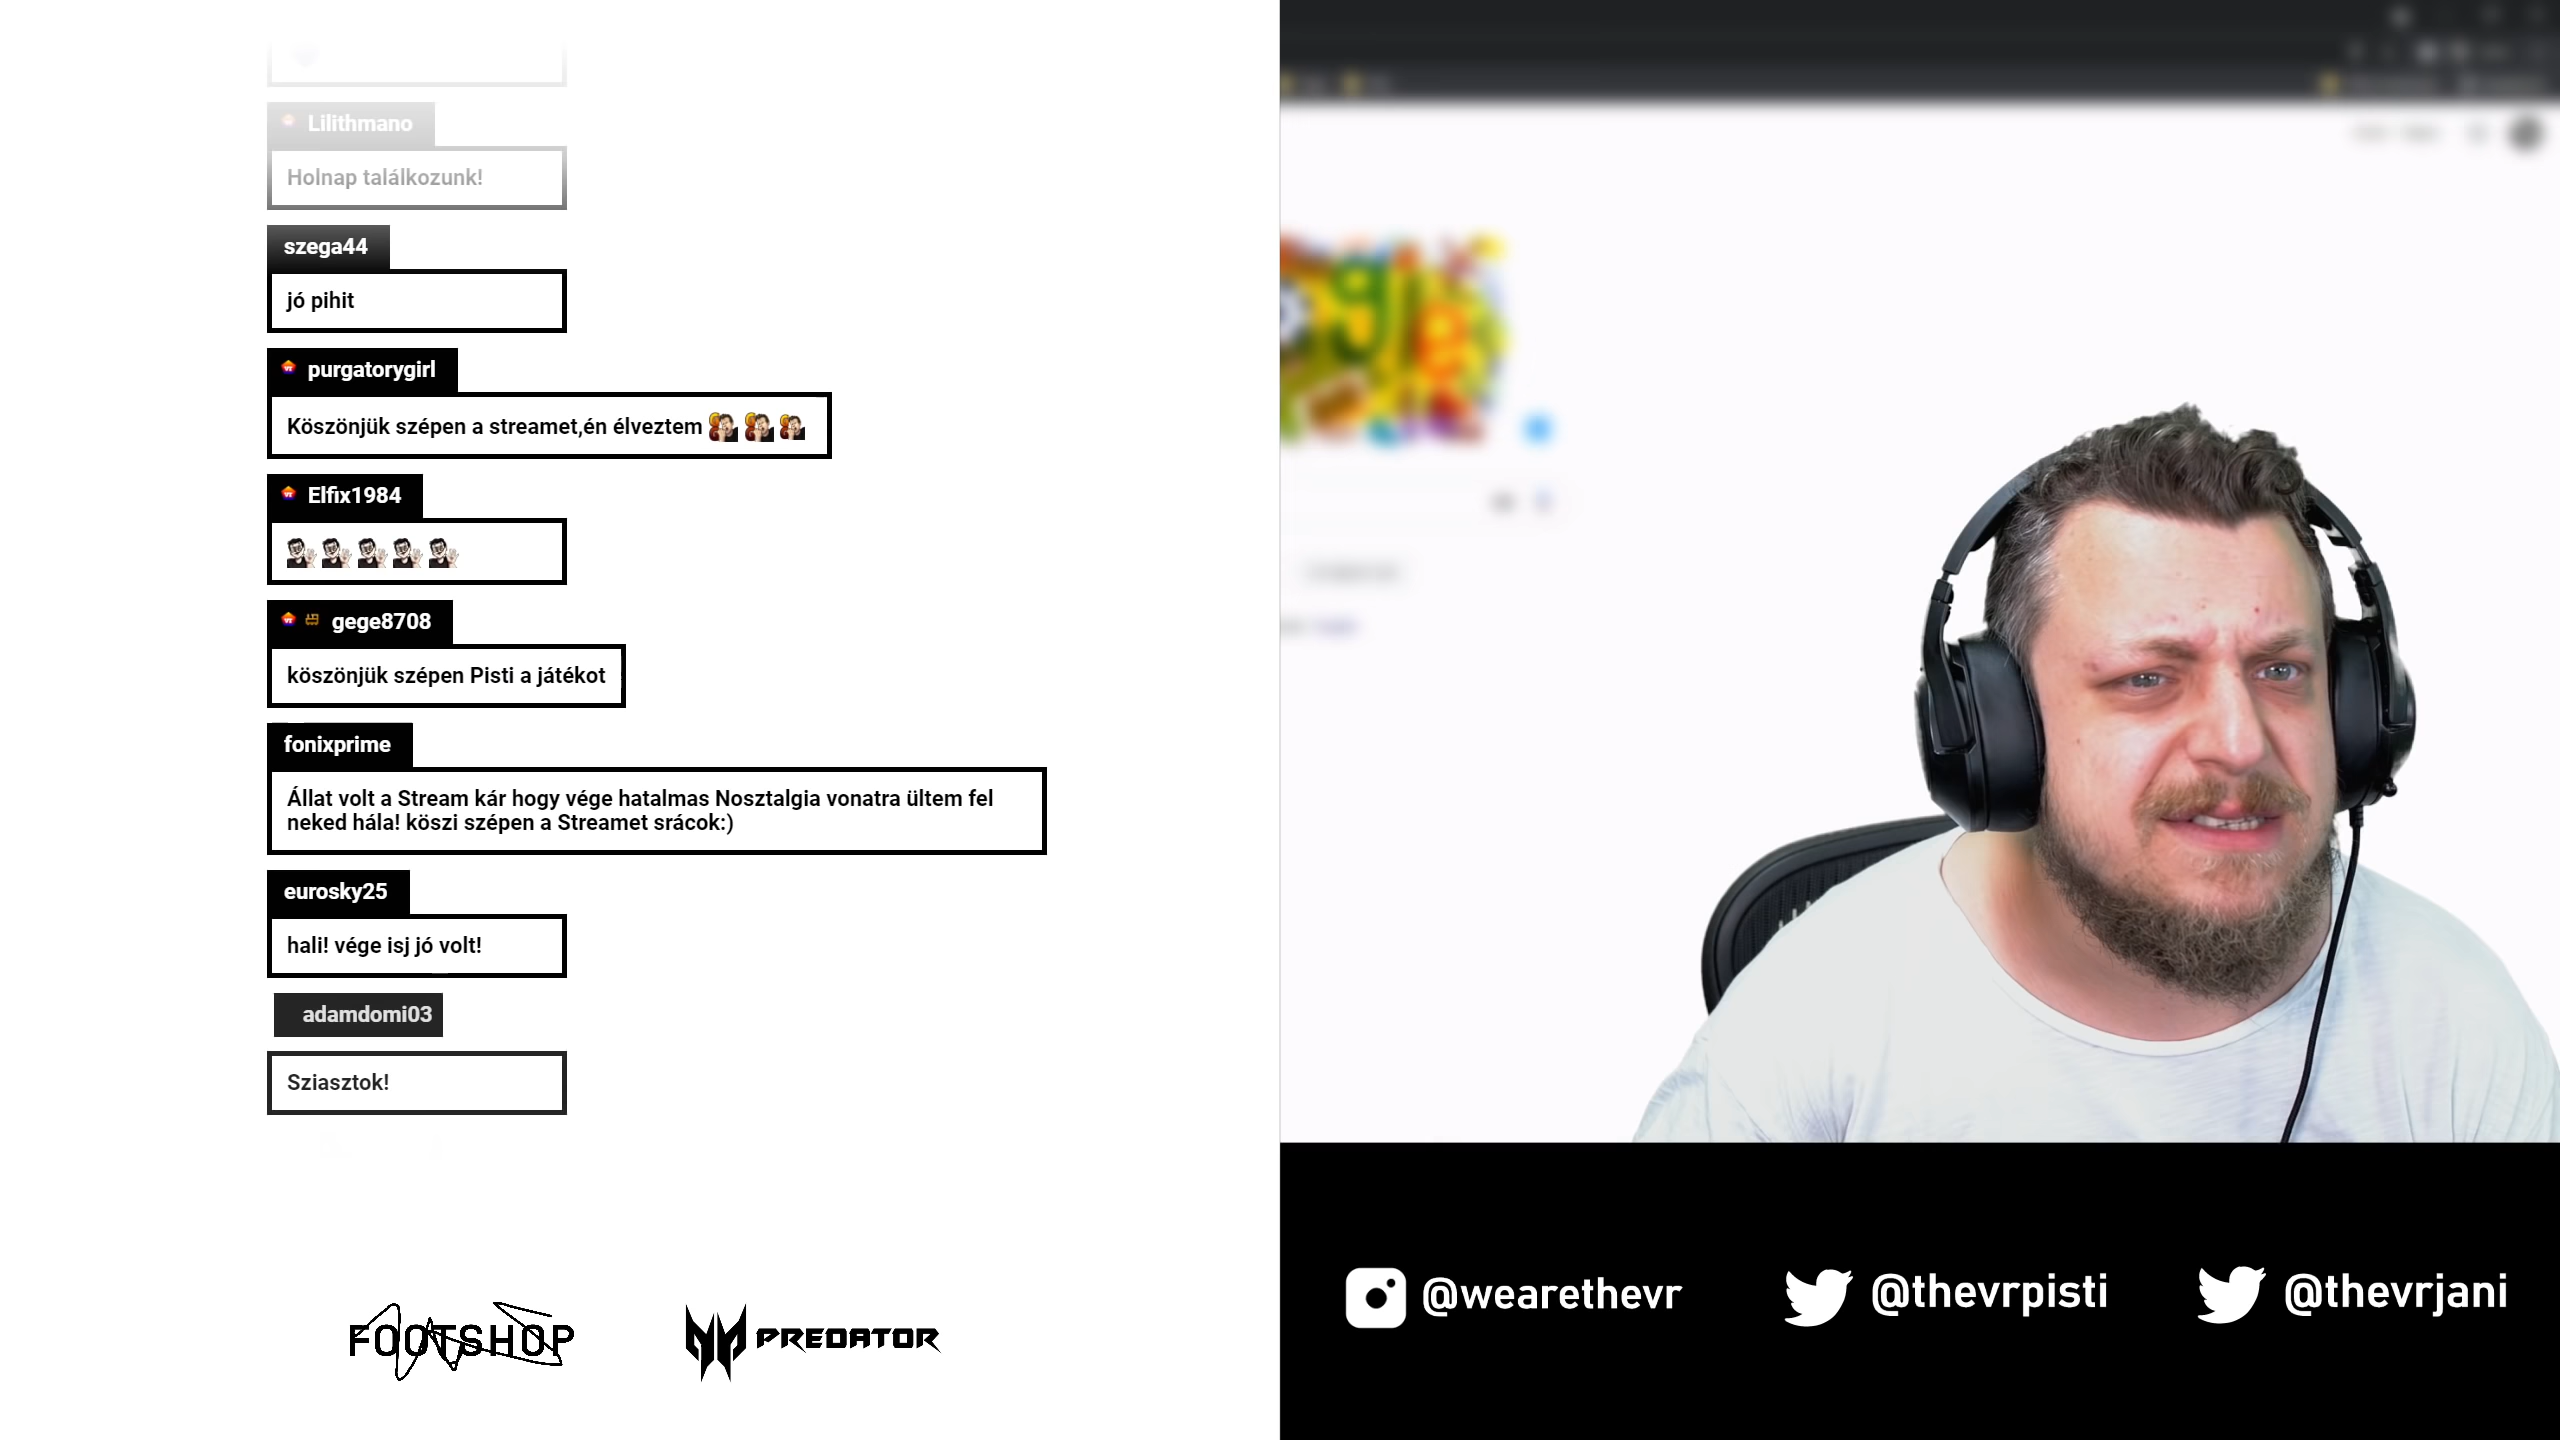 Lilithmano
Holnap találkozunk!
szega44
jó pihit
purgatorygirl
Köszönjük szépen a streamet,én élveztem
Elfix1984
gege8708
köszönjük szépen Pisti a játékot
fonixprime
Állat volt a Stream kár hogy vége hatalmas Nosztalgia vonatra ültem fel
neked hála! köszi szépen a Streamet srácok:)
eurosky25
hali! vége isj jó volt!
adamdomi03
Sziasztok!
FOOTSHOP
PREDATOR
@wearethevr
@thevrpisti
@thevrjani